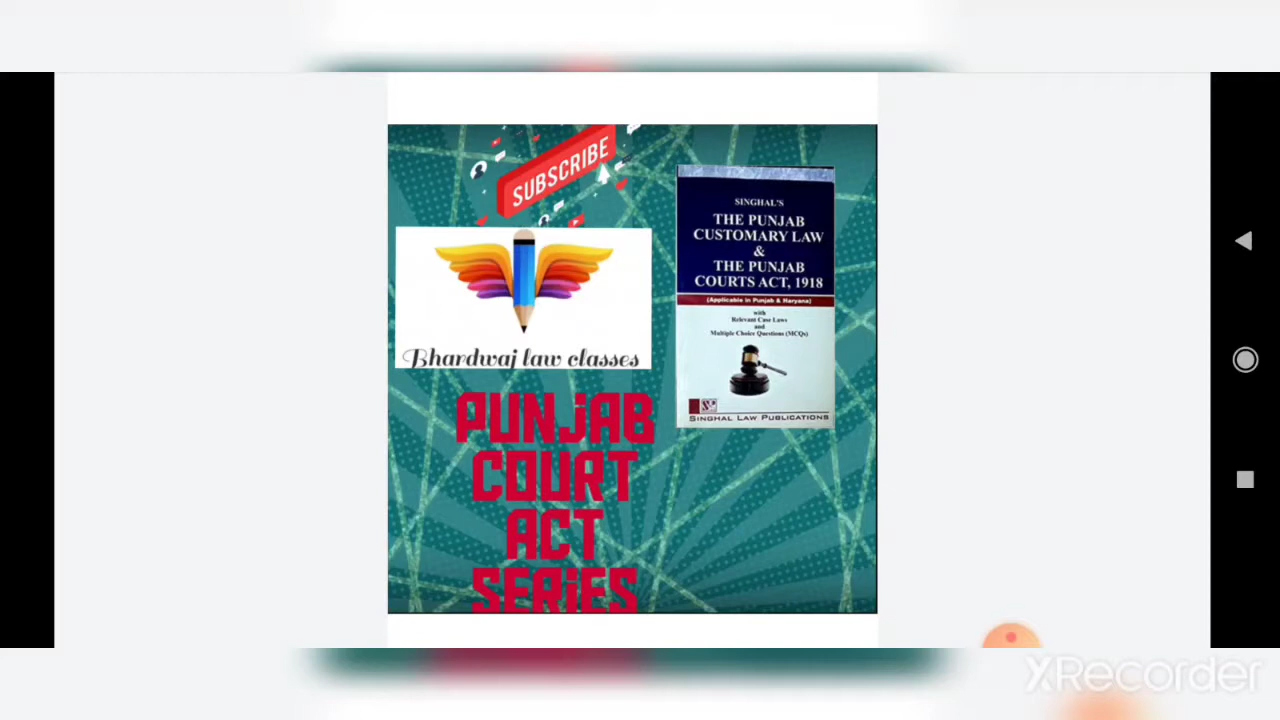 SUBSCRIBE
Bhardwaj law classes
PUNJAB
COURT
ACT
SERIES
SINGHAL'S
THE PUNJAB
CUSTOMARY LAW
&
THE PUNJAB
COURTS ACT, 1918
(Applicable in Punjab & Haryana)
with
Relevant Case Laws
and
Multiple Choice Questions (MCQs)
SINGHAL LAW PUBLICATIONS
XRecorder